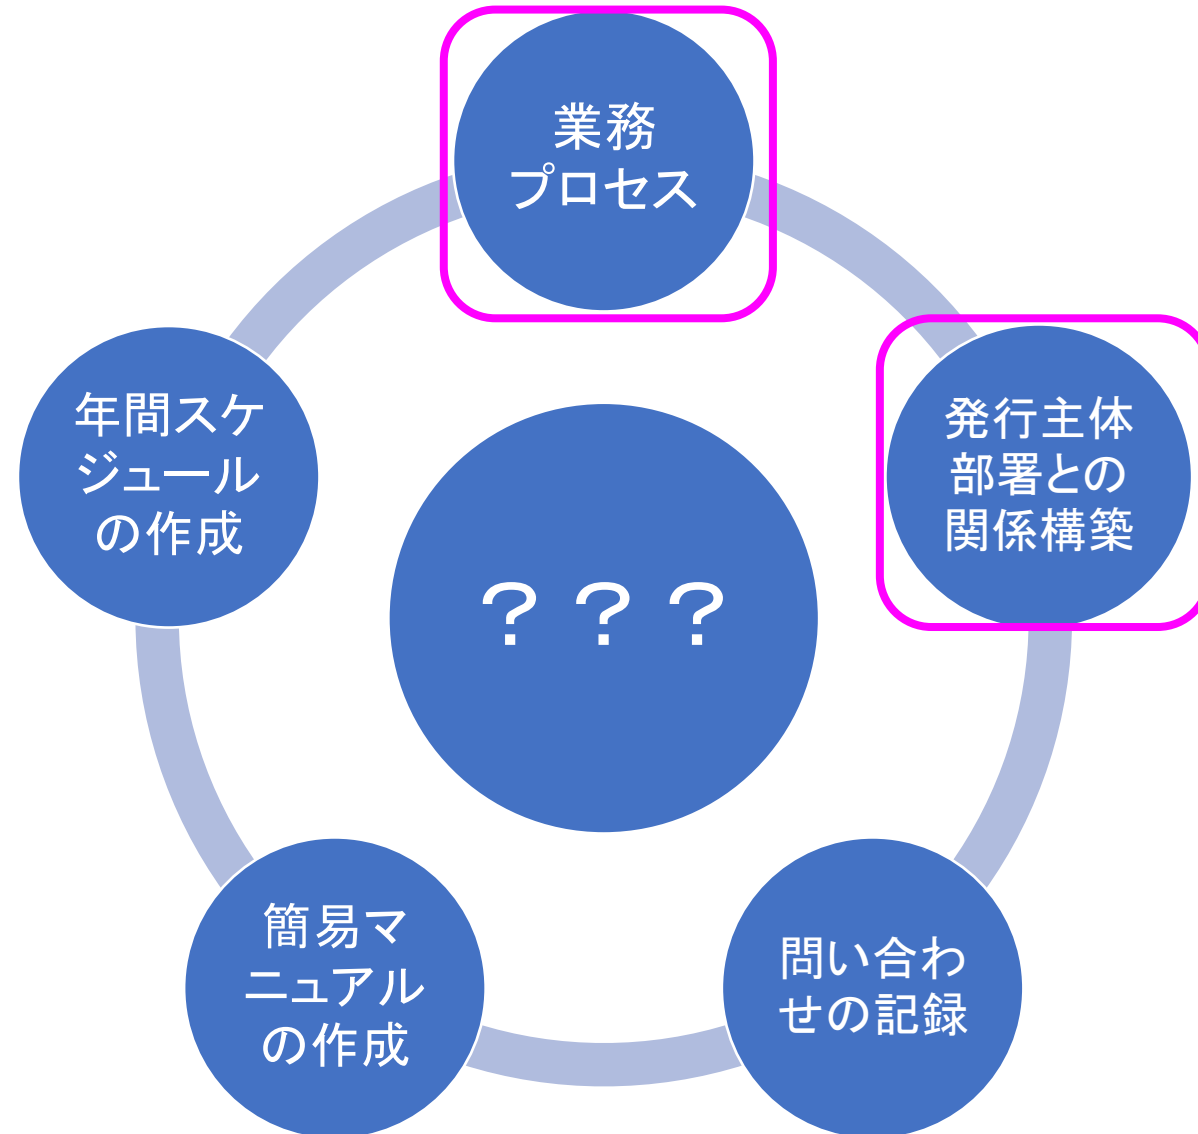 業務
プロセス
発行主体
部署との
関係構築
問い合わ
せの記録
簡易マ
ニュアル
の作成
年間スケ
ジュール
の作成
？？？